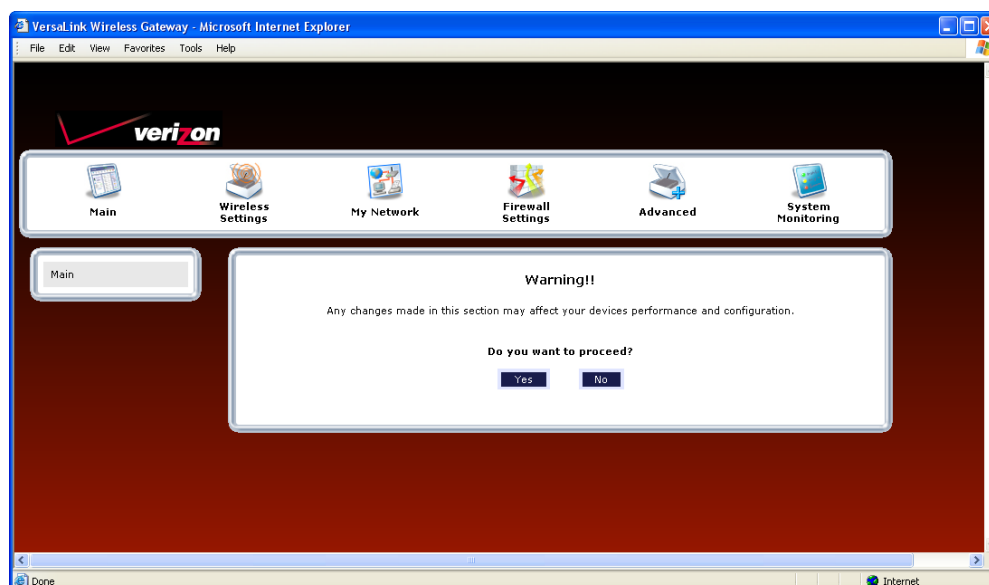 VersaLink Wireless Gateway - Microsoft Internet Explorer
File Edit View Favorites Tools Help
verizon
Main
Wireless
Settings
My Network
Firewall
Settings
Advanced
System
Monitoring
Main
Warning!!
Any changes made in this section may affect your devices performance and configuration.
Do you want to proceed?
Yes No
Done Internet